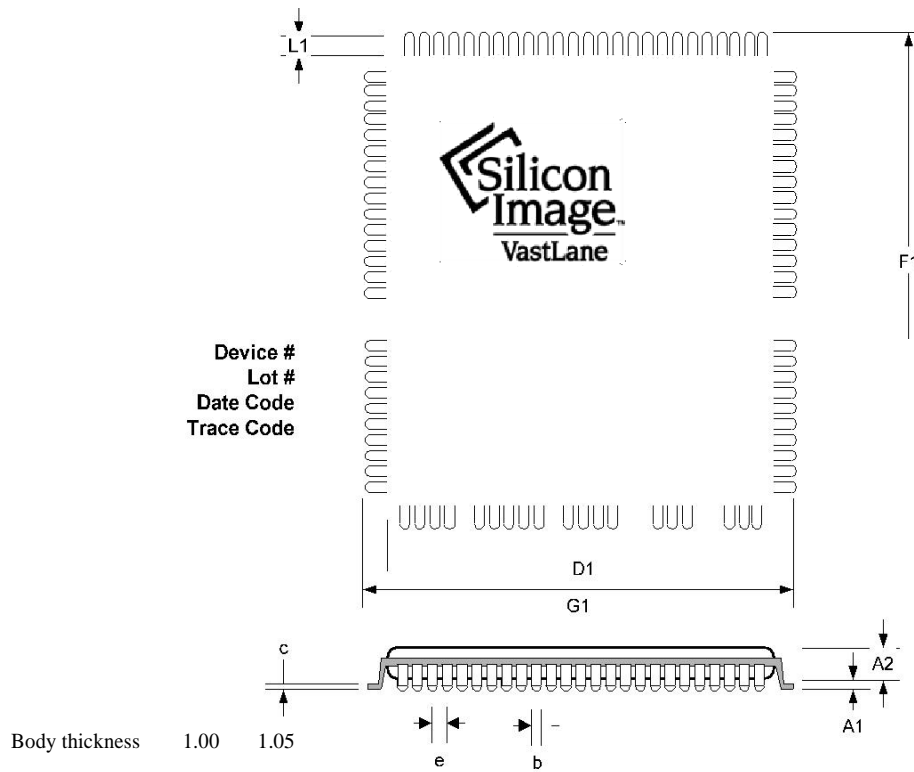 L1
Silicon
Image™
VastLane
F1
Device #
Lot #
Date Code
Trace Code
D1
G1
c
A2
A1
Body thickness 1.00 1.05
e
b